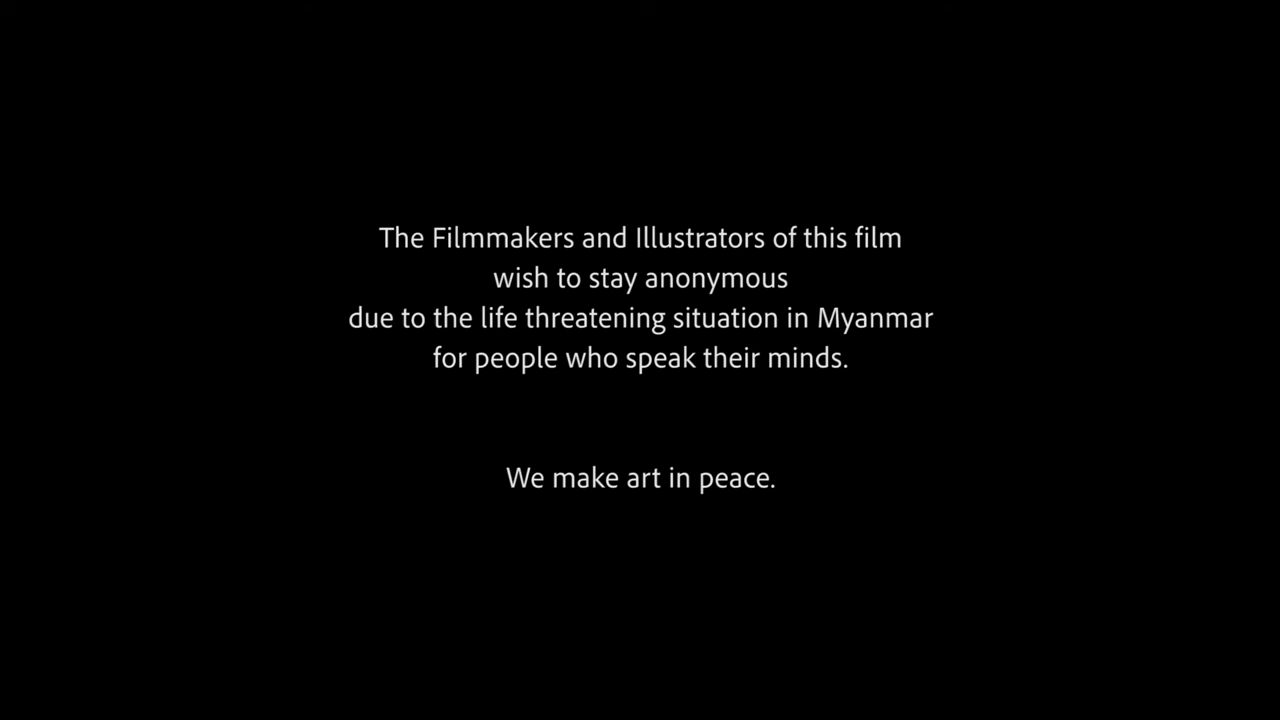 The Filmmakers and Illustrators of this film
wish to stay anonymous
due to the life threatening situation in Myanmar
for people who speak their minds.
We make art in peace.